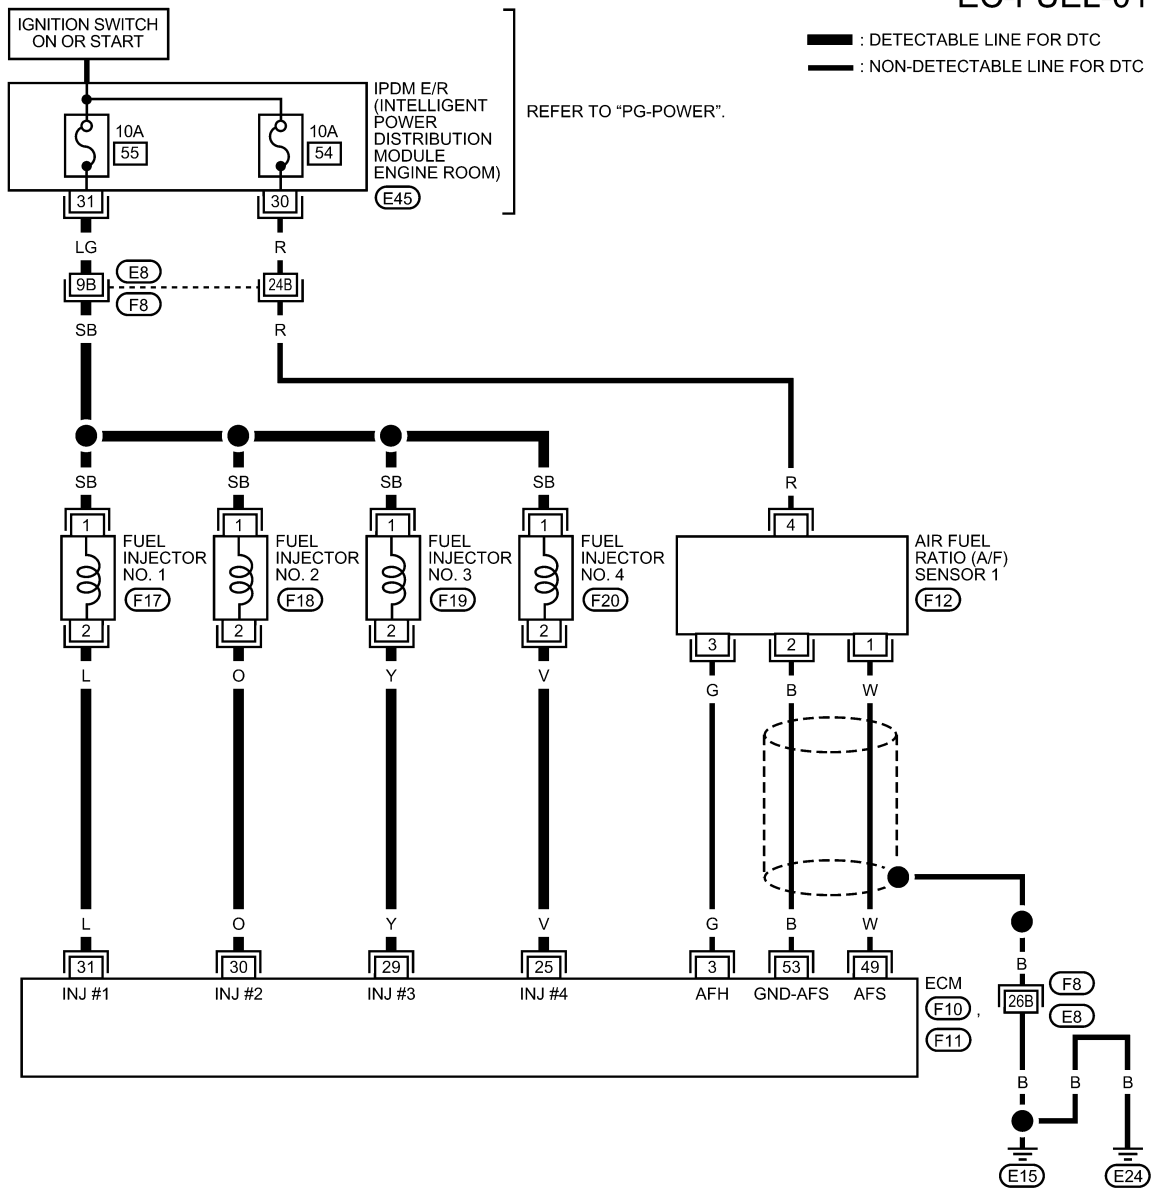 IGNITION SWITCH
ON OR START
: DETECTABLE LINE FOR DTC
: NON-DETECTABLE LINE FOR DTC
IPDM E/R
(INTELLIGENT
POWER
DISTRIBUTION
MODULE
ENGINE ROOM)
E45
REFER TO “PG-POWER”.
10A
55
10A
54
31
30
LG
R
9B
E8
F8
24B
SB
R
SB
SB
SB
SB
R
1
1
1
1
4
FUEL
INJECTOR
NO. 1
F17
FUEL
INJECTOR
NO. 2
F18
FUEL
INJECTOR
NO. 3
F19
FUEL
INJECTOR
NO. 4
F20
AIR FUEL
RATIO (A/F)
SENSOR 1
F12
2
2
2
2
3
2
1
L
O
Y
V
G
B
W
L
O
Y
V
G
B
W
31
30
29
25
3
53
49
INJ #1
INJ #2
INJ #3
INJ #4
AFH
GND-AFS
AFS
ECM
F10 ,
F11
B
26B
F8
E8
B
B
B
E15
E24